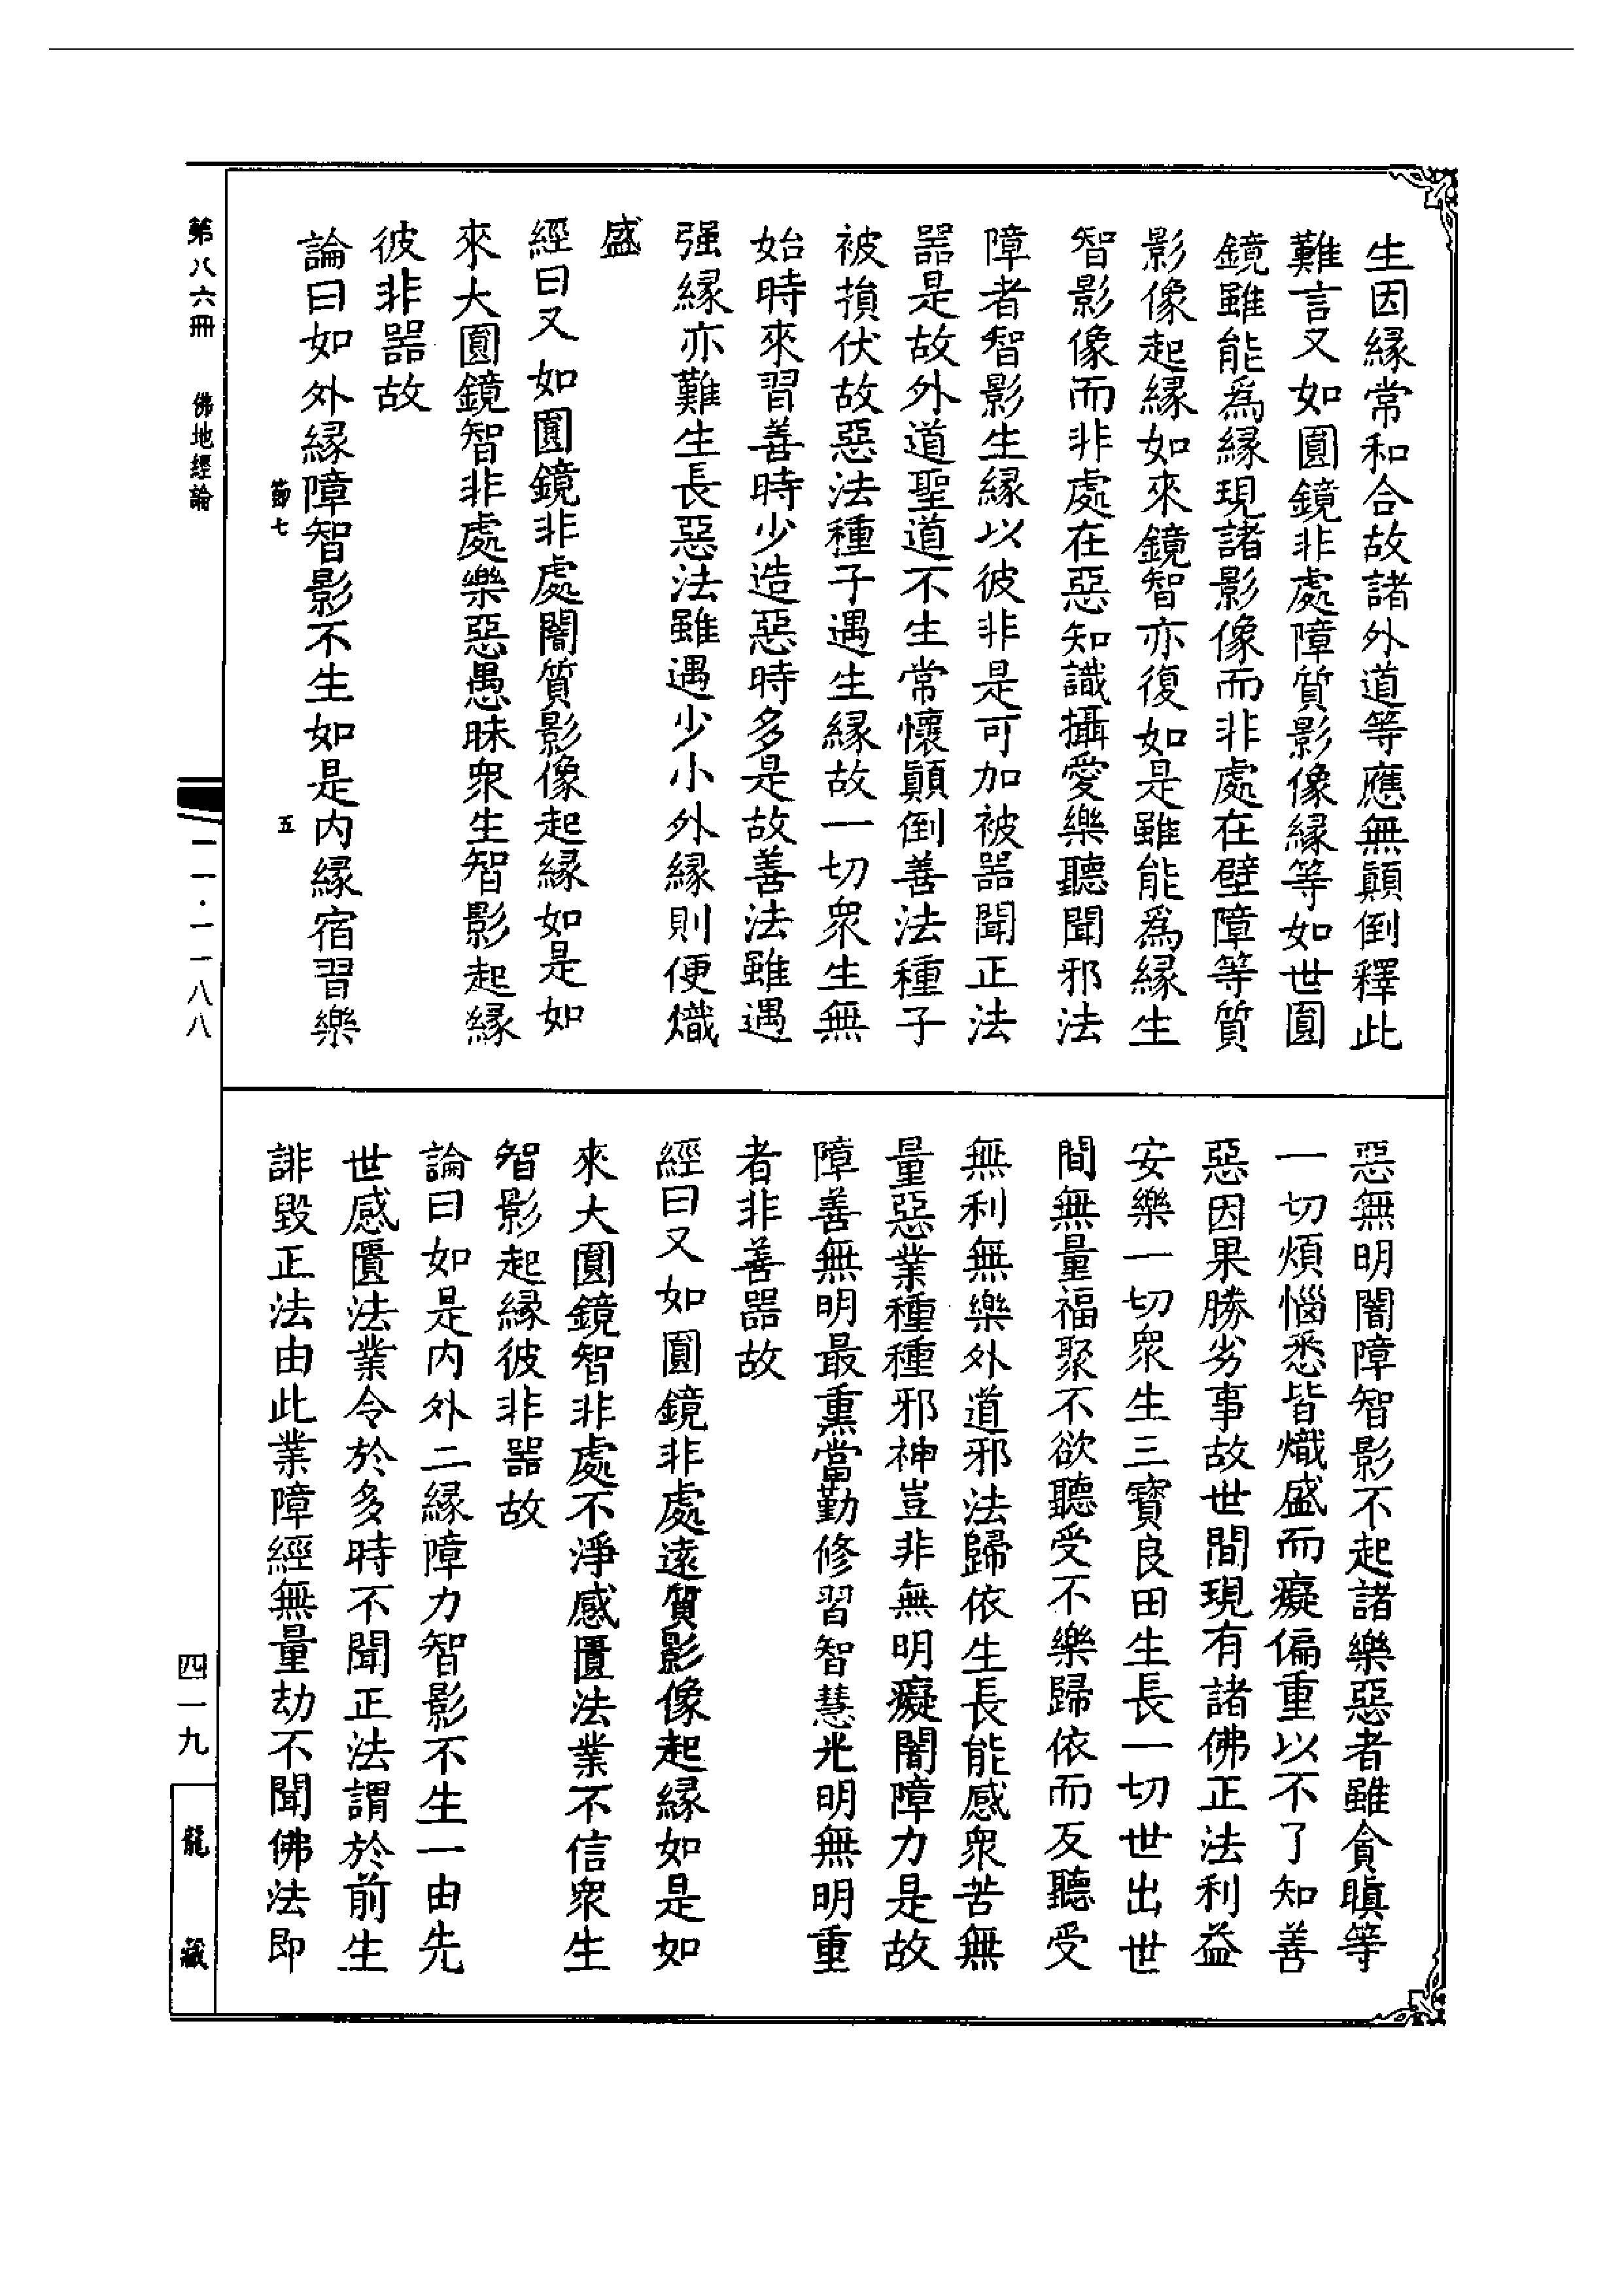 生因緣常和合故諸外道等應無顛倒釋此
難言又如圓鏡非處障質影像緣等如世圓
鏡雖能爲緣現諸影像而非處在壁障等質
影像起緣如來鏡智亦復如是雖能爲緣生
智影像而非處在惡知識攝愛樂聽聞邪法
障者智影生緣以彼非是可加被器聞正法
器是故外道聖道不生常懷顛倒善法種子
被損伏故惡法種子遇生緣故一切衆生無
始時來習善時少造惡時多是故善法雖遇
强緣亦難生長惡法雖遇少小外緣則便熾
盛
經曰又如圓鏡非處闇質影像起緣如是如
來大圓鏡智非處樂惡愚昧衆生智影起緣
彼非器故
論曰如外緣障智影不生如是内緣宿習樂
惡無明闇障智影不起諸樂惡者雖貪瞋等
一切煩惱悉皆熾盛而癡偏重以不了知善
惡因果勝劣事故世間現有諸佛正法利益
安樂一切衆生三寶良田生長一切世出世
間無量福聚不欲聽受不樂歸依而反聽受
無利無樂外道邪法歸依生長能感衆苦無
量惡業種種邪神豈非無明癡闇障力是故
障善無明最重熏當勤修習智慧光明無明重
者非善器故
經曰又如圓鏡非處遠質影像起緣如是如
來大圓鏡智非處不淨感匱法業不信衆生
智影起緣彼非器故
論曰如是内外二緣障力智影不生一由先
世感匱法業令於多時不聞正法謂於前生
誹毀正法由此業障經無量劫不聞佛法即
節七 五
第八六冊 佛地經論
一一·一一八八
四一九
龍藏